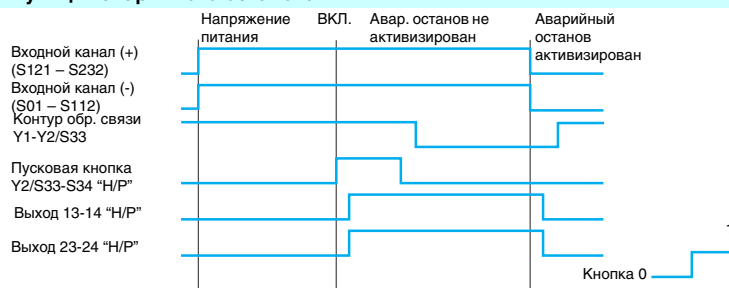 Напряжение питания
ВКЛ.
Авар. останов не активизирован
Аварийный останов активизирован
Входной канал (+)
(S121 – S232)
Входной канал (-)
(S01 – S112)
Контур обр. связи
Y1-Y2/S33
Пусковая кнопка
Y2/S33-S34 “Н/Р”
Выход 13-14 “Н/Р”
Выход 23-24 “Н/Р”
Кнопка 0